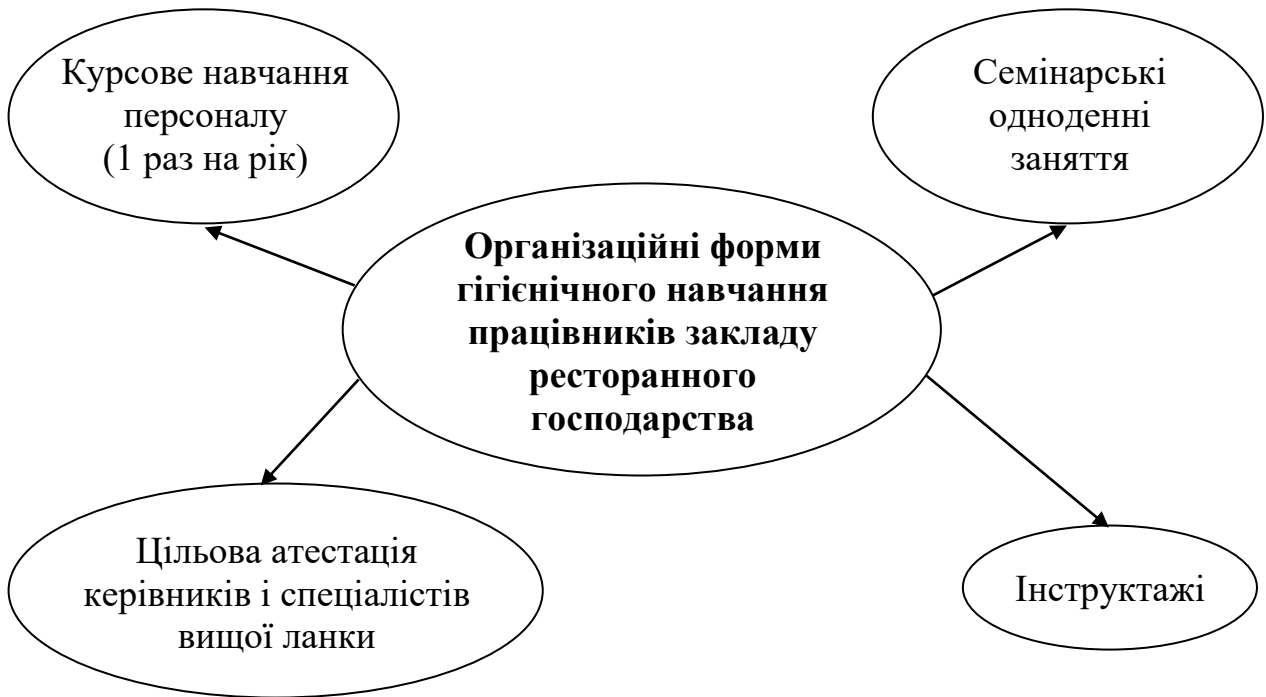 Курсове навчання
персоналу
(1 раз на рік)
Семінарські
одноденні
заняття
Організаційні форми
гігієнічного навчання
працівників закладу
ресторанного
господарства
Цільова атестація
керівників і спеціалістів
вищої ланки
Інструктажі